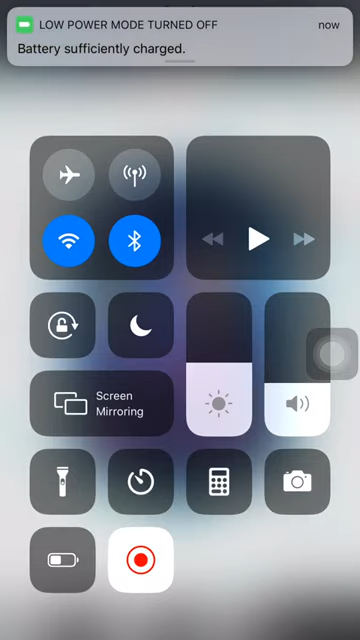 LOW POWER MODE TURNED OFF now
Battery sufficiently charged.
Screen
Mirroring